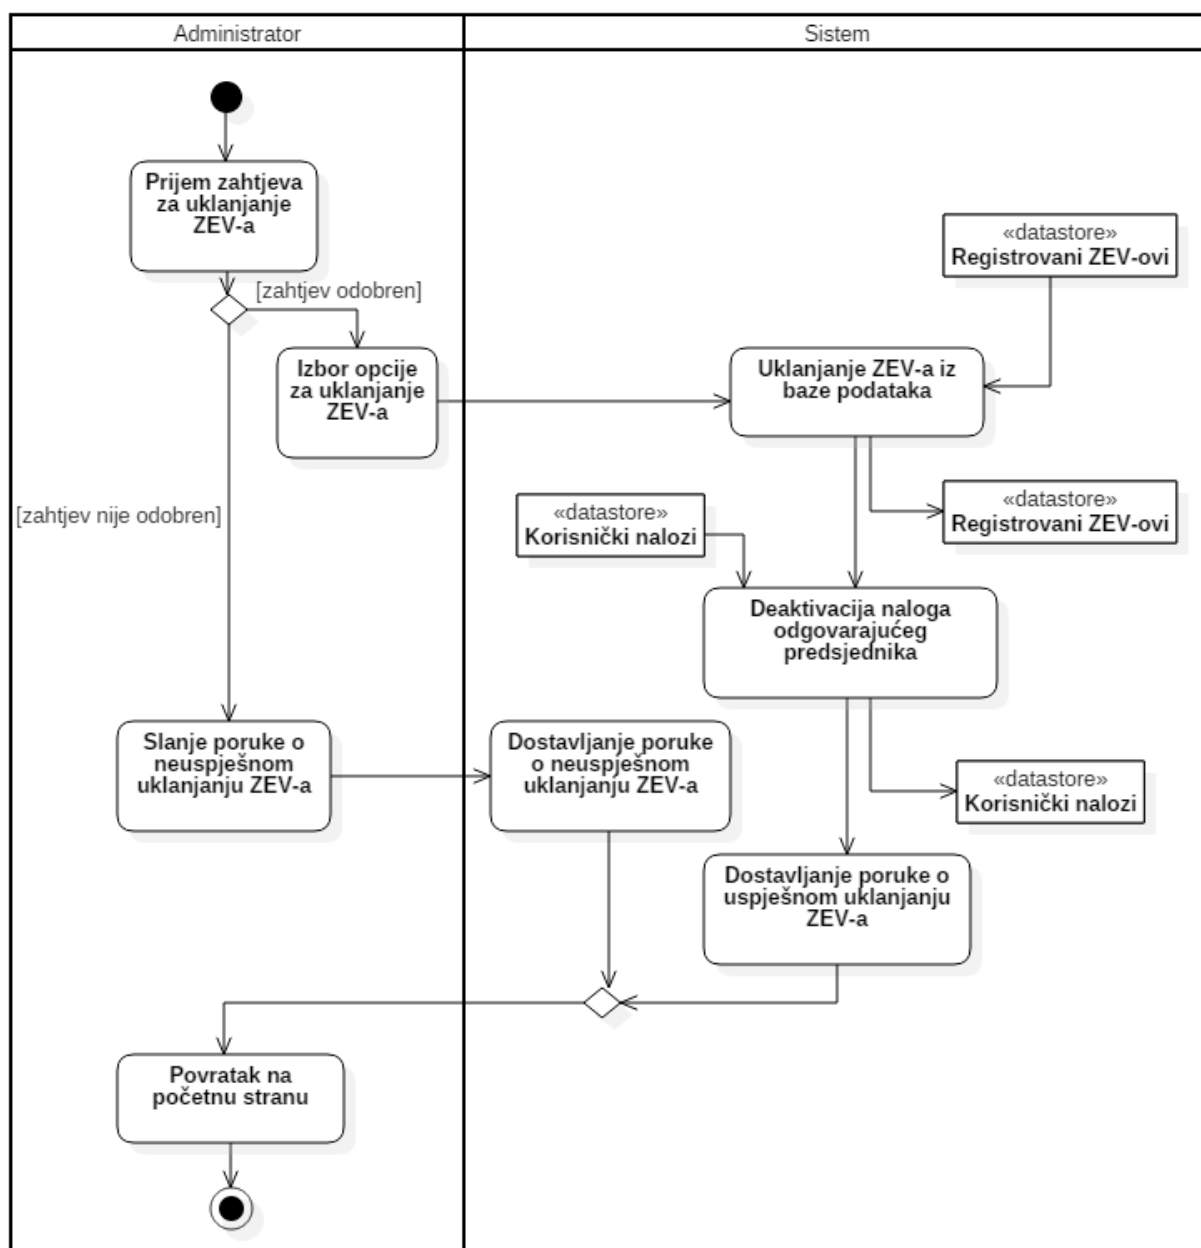 Administrator
Sistem
Prijem zahtjeva
za uklanjanje
ZEV-a
«datastore»
Registrovani ZEV-ovi
[zahtjev odobren]
Izbor opcije
za uklanjanje
ZEV-a
Uklanjanje ZEV-a iz
baze podataka
[zahtjev nije odobren]
«datastore»
Korisnički nalozi
«datastore»
Registrovani ZEV-ovi
Deaktivacija naloga
odgovarajućeg
predsjednika
Slanje poruke o
neuspješnom
uklanjanju ZEV-a
Dostavljanje poruke
o neuspješnom
uklanjanju ZEV-a
«datastore»
Korisnički nalozi
Dostavljanje poruke o
uspješnom uklanjanju
ZEV-a
Povratak na
početnu stranu